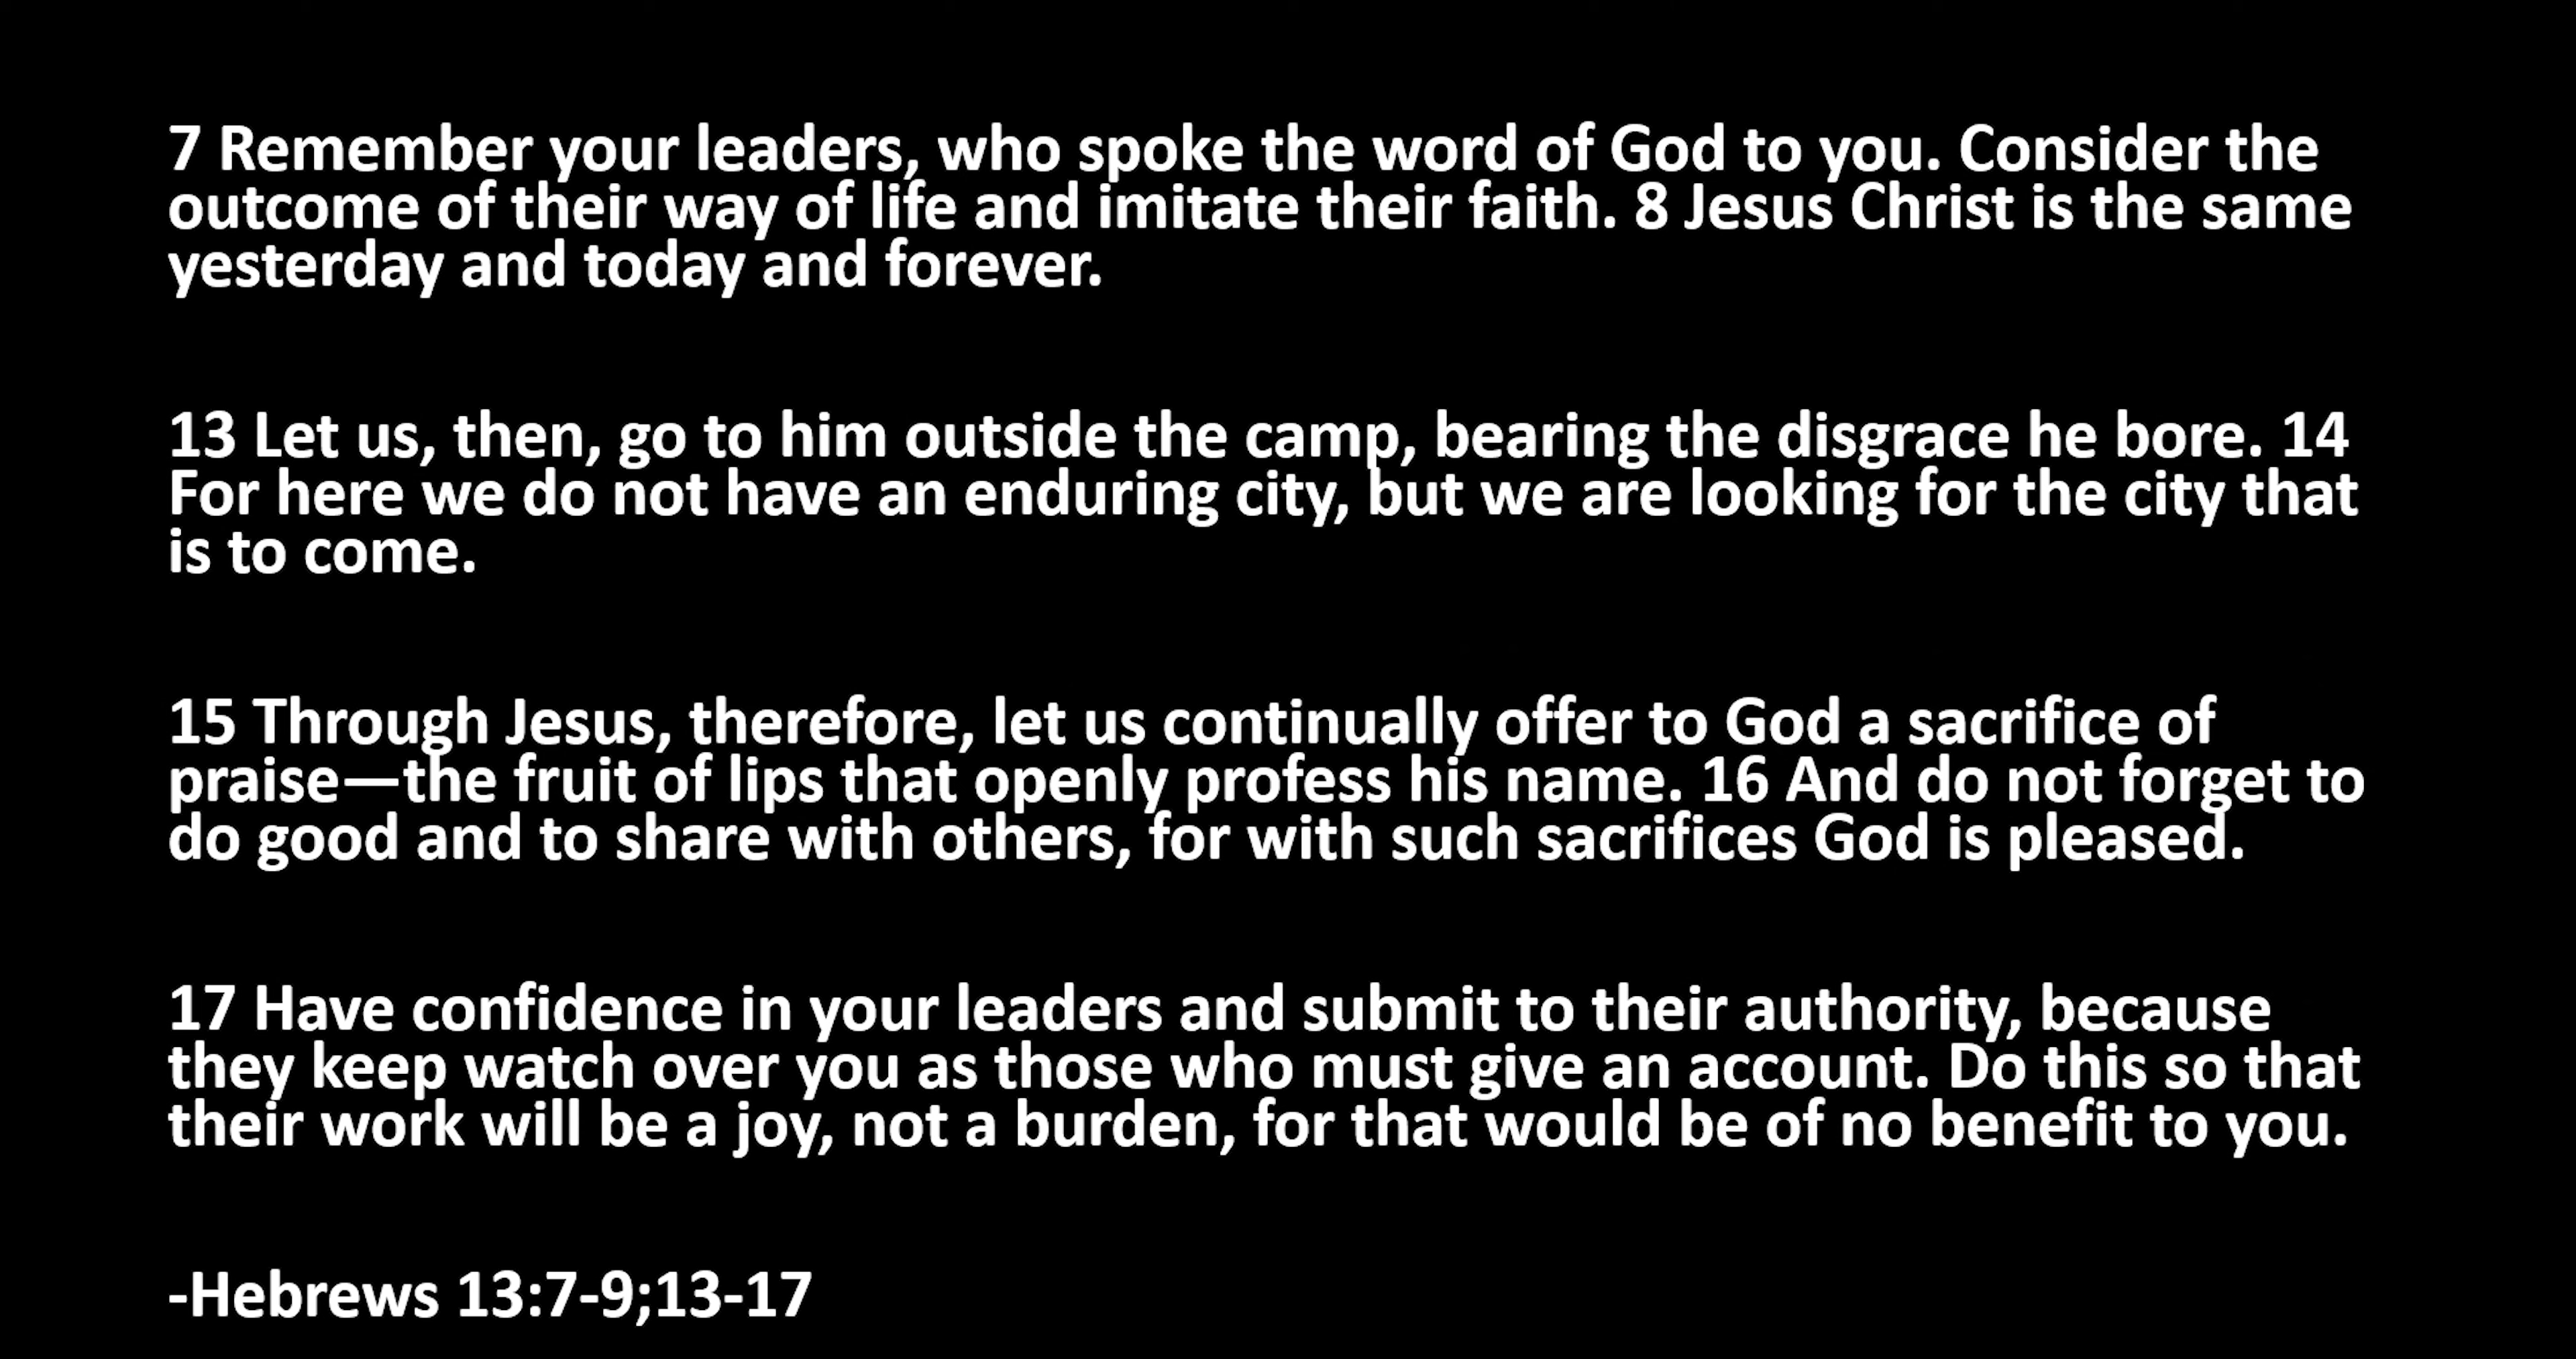 7 Remember your leaders, who spoke the word of God to you. Consider the
outcome of their way of life and imitate their faith. 8 Jesus Christ is the same
yesterday and today and forever.
13 Let us, then, go to him outside the camp, bearing the disgrace he bore. 14
For here we do not have an enduring city, but we are looking for the city that
is to come.
15 Through Jesus, therefore, let us continually offer to God a sacrifice of
praise—the fruit of lips that openly profess his name. 16 And do not forget to
do good and to share with others, for with such sacrifices God is pleased.
17 Have confidence in your leaders and submit to their authority, because
they keep watch over you as those who must give an account. Do this so that
their work will be a joy, not a burden, for that would be of no benefit to you.
-Hebrews 13:7-9;13-17